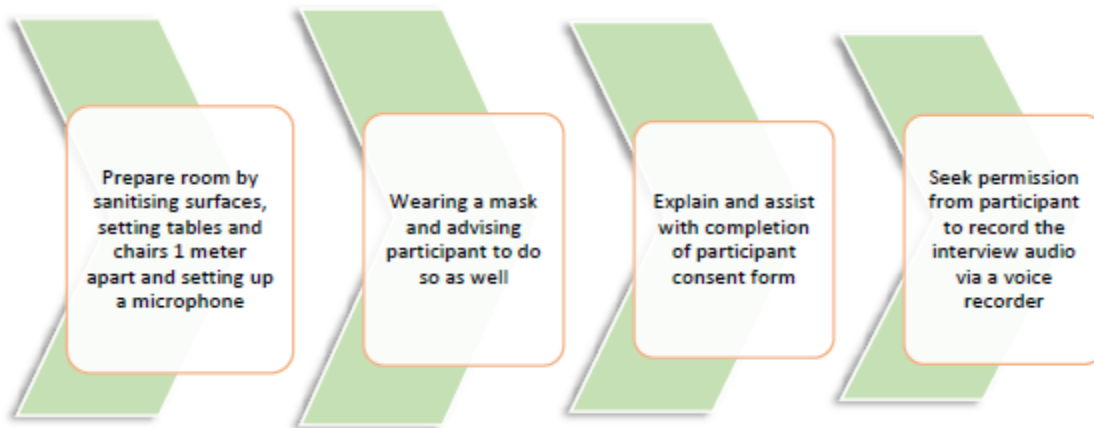 Prepare room by
sanitising surfaces,
setting tables and
chairs 1 meter
apart and setting up
a microphone
Wearing a mask
and advising
participant to do
so as well
Explain and assist
with completion
of participant
consent form
Seek permission
from participant
to record the
interview audio
via a voice
recorder